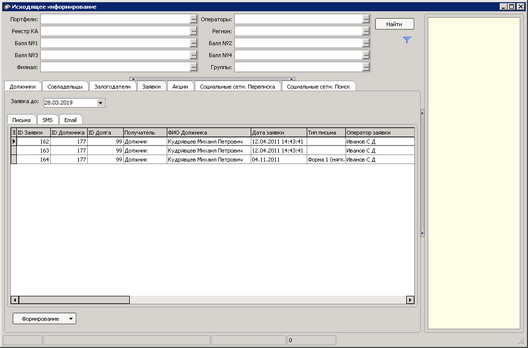 Исходящее информирование
Портфели: Операторы: Найти
Реестр КА Регион:
Балл №1 Балл №2
Балл №3 Балл №4
Филиал: Группы:
Должники Совладельцы Залогодатели Заявки Акции Социальные сети. Переписка Социальные сети. Поиск
Заявка до: 28.03.2019
Письма SMS Email
ID Заявки ID Должника ID Долга Получатель ФИО Должника Дата заявки Тип письма Оператор заявки
162 177 99 Должник Кудрявцев Михаил Петрович 12.04.2011 14:43:41 Иванов С Д
163 177 99 Должник Кудрявцев Михаил Петрович 12.04.2011 14:43:41 Иванов С Д
164 177 99 Должник Кудрявцев Михаил Петрович 04.11.2011 Форма 1 (мягк. Иванов С Д
Формирование
0